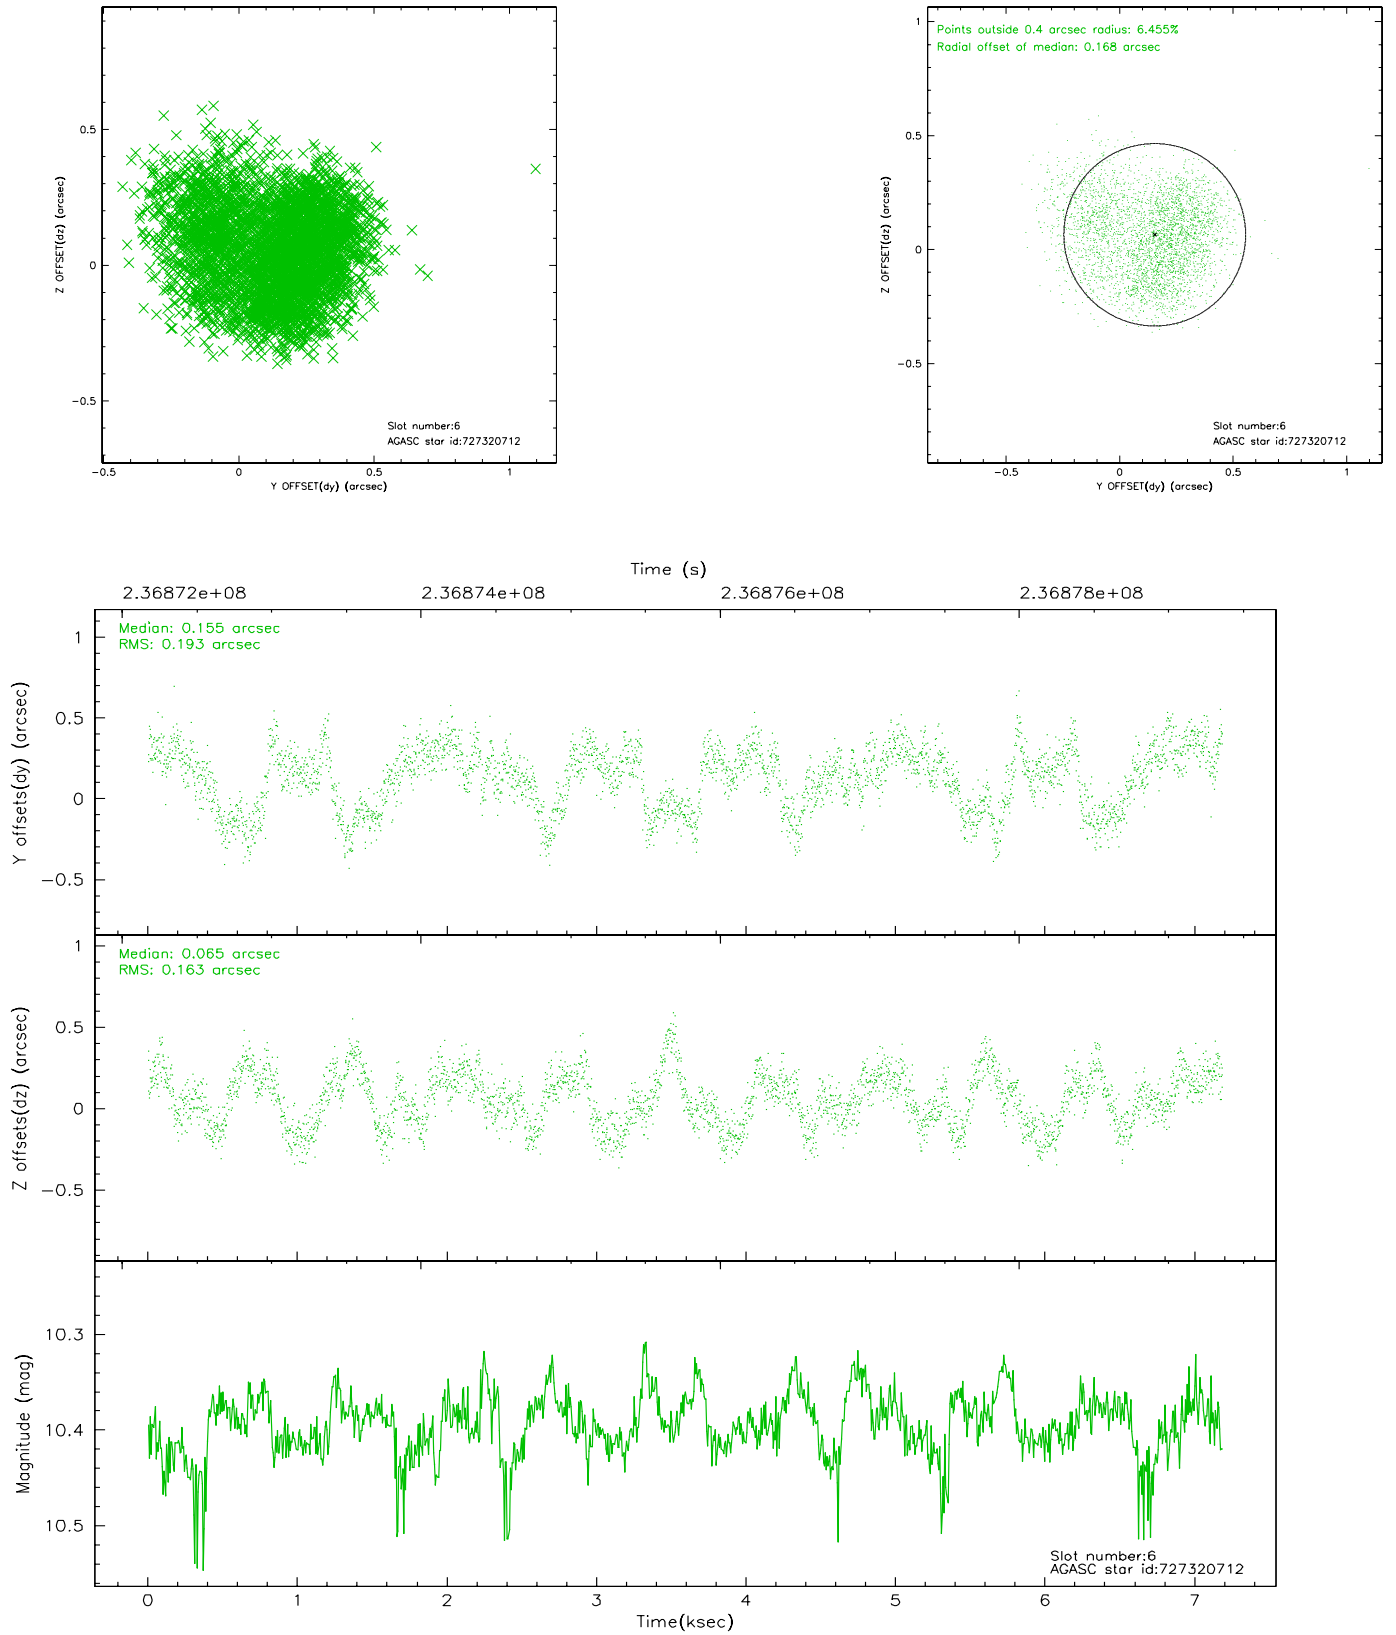 0.5
0
−0.5
Z OFFSET(dz) (arcsec)
Slot number:6
AGASC star id:727320712
−0.5
0
0.5
1
Y OFFSET(dy) (arcsec)
Points outside 0.4 arcsec radius: 6.455%
Radial offset of median: 0.168 arcsec
1
0.5
0
−0.5
Z OFFSET(dz) (arcsec)
Slot number:6
AGASC star id:727320712
−0.5
0
0.5
1
Y OFFSET(dy) (arcsec)
Time (s)
2.36872e+08
2.36874e+08
2.36876e+08
2.36878e+08
Median: 0.155 arcsec
RMS: 0.193 arcsec
1
0.5
0
−0.5
Y offsets(dy) (arcsec)
Median: 0.065 arcsec
RMS: 0.163 arcsec
1
0.5
0
−0.5
Z offsets(dz) (arcsec)
10.3
10.4
10.5
Magnitude (mag)
Slot number:6
AGASC star id:727320712
0
1
2
3
4
5
6
7
Time(ksec)